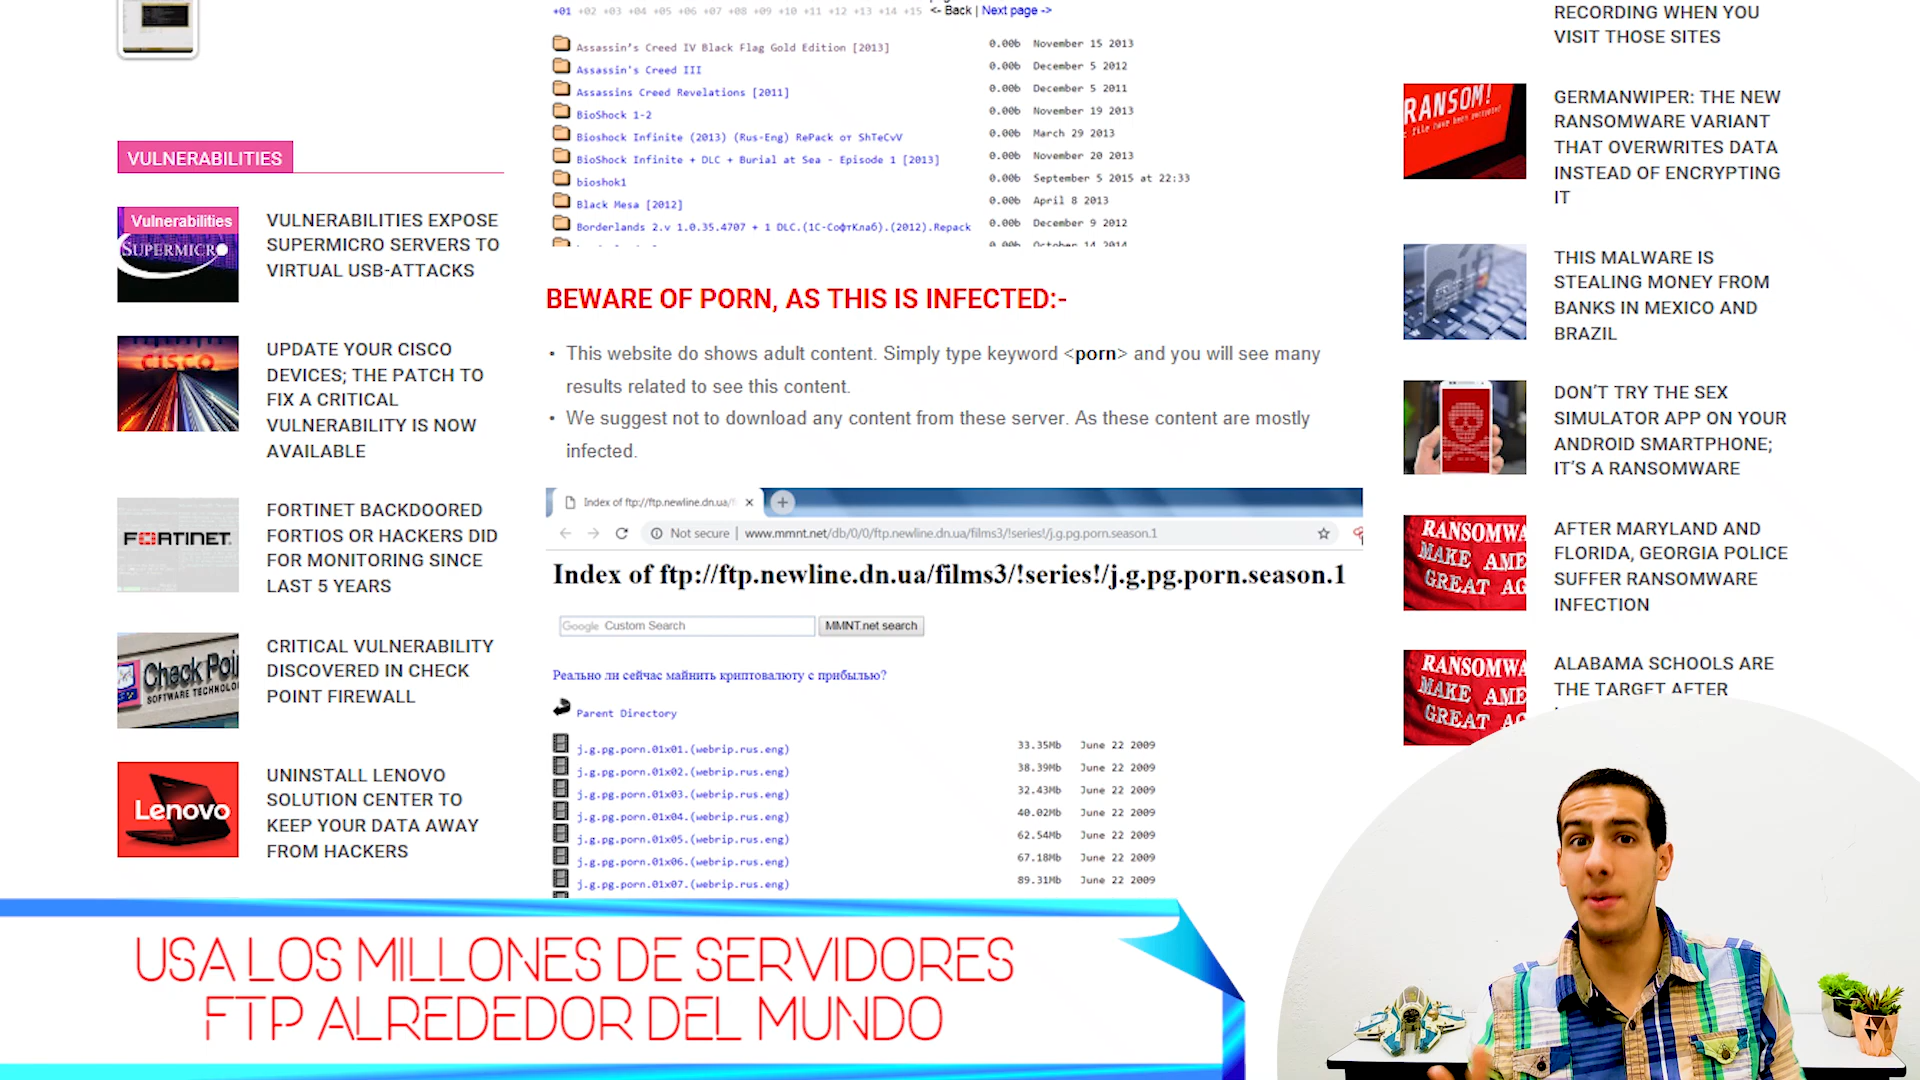 VULNERABILITIES
Vulnerabilities
SUPERMICRO
VULNERABILITIES EXPOSE
SUPERMICRO SERVERS TO
VIRTUAL USB-ATTACKS
CISCO
UPDATE YOUR CISCO
DEVICES; THE PATCH TO
FIX A CRITICAL
VULNERABILITY IS NOW
AVAILABLE
FORTINET
FORTINET BACKDOORED
FORTIOS OR HACKERS DID
FOR MONITORING SINCE
LAST 5 YEARS
Check Poi
SOFTWARE TECHNOLO
CRITICAL VULNERABILITY
DISCOVERED IN CHECK
POINT FIREWALL
Lenovo
UNINSTALL LENOVO
SOLUTION CENTER TO
KEEP YOUR DATA AWAY
FROM HACKERS
+01 +02 +03 +04 +05 +06 +07 +08 +09 +10 +11 +12 +13 +14 +15 <- Back | Next page ->
Assassin's Creed IV Black Flag Gold Edition [2013] 0.00b November 15 2013
Assassin's Creed III 0.00b December 5 2012
Assassins Creed Revelations [2011] 0.00b December 5 2011
BioShock 1-2 0.00b November 19 2013
Bioshock Infinite (2013) (Rus-Eng) RePack от ShTeCvV 0.00b March 29 2013
BioShock Infinite + DLC + Burial at Sea - Episode 1 [2013] 0.00b November 20 2013
bioshok1 0.00b September 5 2015 at 22:33
Black Mesa [2012] 0.00b April 8 2013
Borderlands 2.v 1.0.35.4707 + 1 DLC.(1С-СофтКлаб).(2012).Repack 0.00b December 9 2012
0.00b October 14 2014
BEWARE OF PORN, AS THIS IS INFECTED:-
• This website do shows adult content. Simply type keyword <porn> and you will see many
results related to see this content.
• We suggest not to download any content from these server. As these content are mostly
infected.
Index of ftp://ftp.newline.dn.ua/
Not secure | www.mmnt.net/db/0/0/ftp.newline.dn.ua/films3/!series!/j.g.pg.porn.season.1
Index of ftp://ftp.newline.dn.ua/films3/!series!/j.g.pg.porn.season.1
Google Custom Search MMNT.net search
Реально ли сейчас майнить криптовалюту с прибылью?
Parent Directory
j.g.pg.porn.01x01.(webrip.rus.eng) 33.35Mb June 22 2009
j.g.pg.porn.01x02.(webrip.rus.eng) 38.39Mb June 22 2009
j.g.pg.porn.01x03.(webrip.rus.eng) 32.43Mb June 22 2009
j.g.pg.porn.01x04.(webrip.rus.eng) 40.02Mb June 22 2009
j.g.pg.porn.01x05.(webrip.rus.eng) 62.54Mb June 22 2009
j.g.pg.porn.01x06.(webrip.rus.eng) 67.18Mb June 22 2009
j.g.pg.porn.01x07.(webrip.rus.eng) 89.31Mb June 22 2009
RECORDING WHEN YOU
VISIT THOSE SITES
RANSOM!
GERMANWIPER: THE NEW
RANSOMWARE VARIANT
THAT OVERWRITES DATA
INSTEAD OF ENCRYPTING
IT
citi
THIS MALWARE IS
STEALING MONEY FROM
BANKS IN MEXICO AND
BRAZIL
DON'T TRY THE SEX
SIMULATOR APP ON YOUR
ANDROID SMARTPHONE;
IT'S A RANSOMWARE
RANSOMWA
MAKE AME
GREAT AG
AFTER MARYLAND AND
FLORIDA, GEORGIA POLICE
SUFFER RANSOMWARE
INFECTION
RANSOMWA
MAKE AME
GREAT AG
ALABAMA SCHOOLS ARE
THE TARGET AFTER
USA LOS MILLONES DE SERVIDORES
FTP ALREDEDOR DEL MUNDO